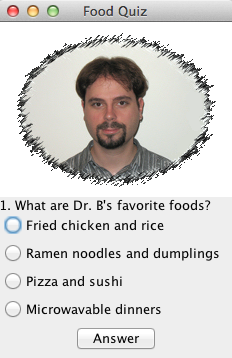 Food Quiz
1. What are Dr. B's favorite foods?
Fried chicken and rice
Ramen noodles and dumplings
Pizza and sushi
Microwavable dinners
Answer